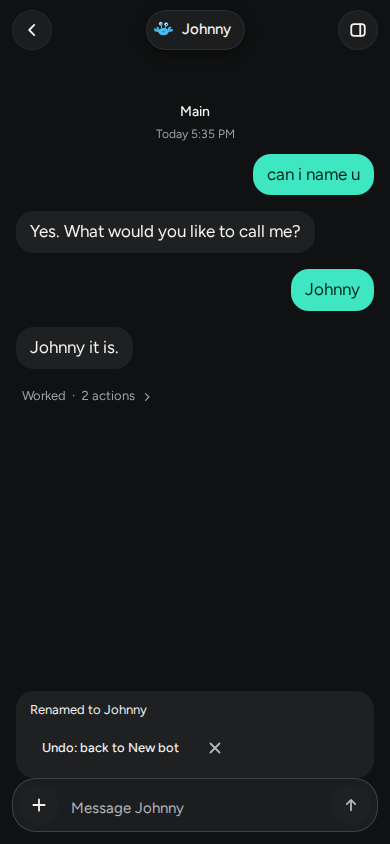 Johnny
Main
Today 5:35 PM
can i name u
Yes. What would you like to call me?
Johnny
Johnny it is.
Worked · 2 actions
Renamed to Johnny
Undo: back to New bot
Message Johnny